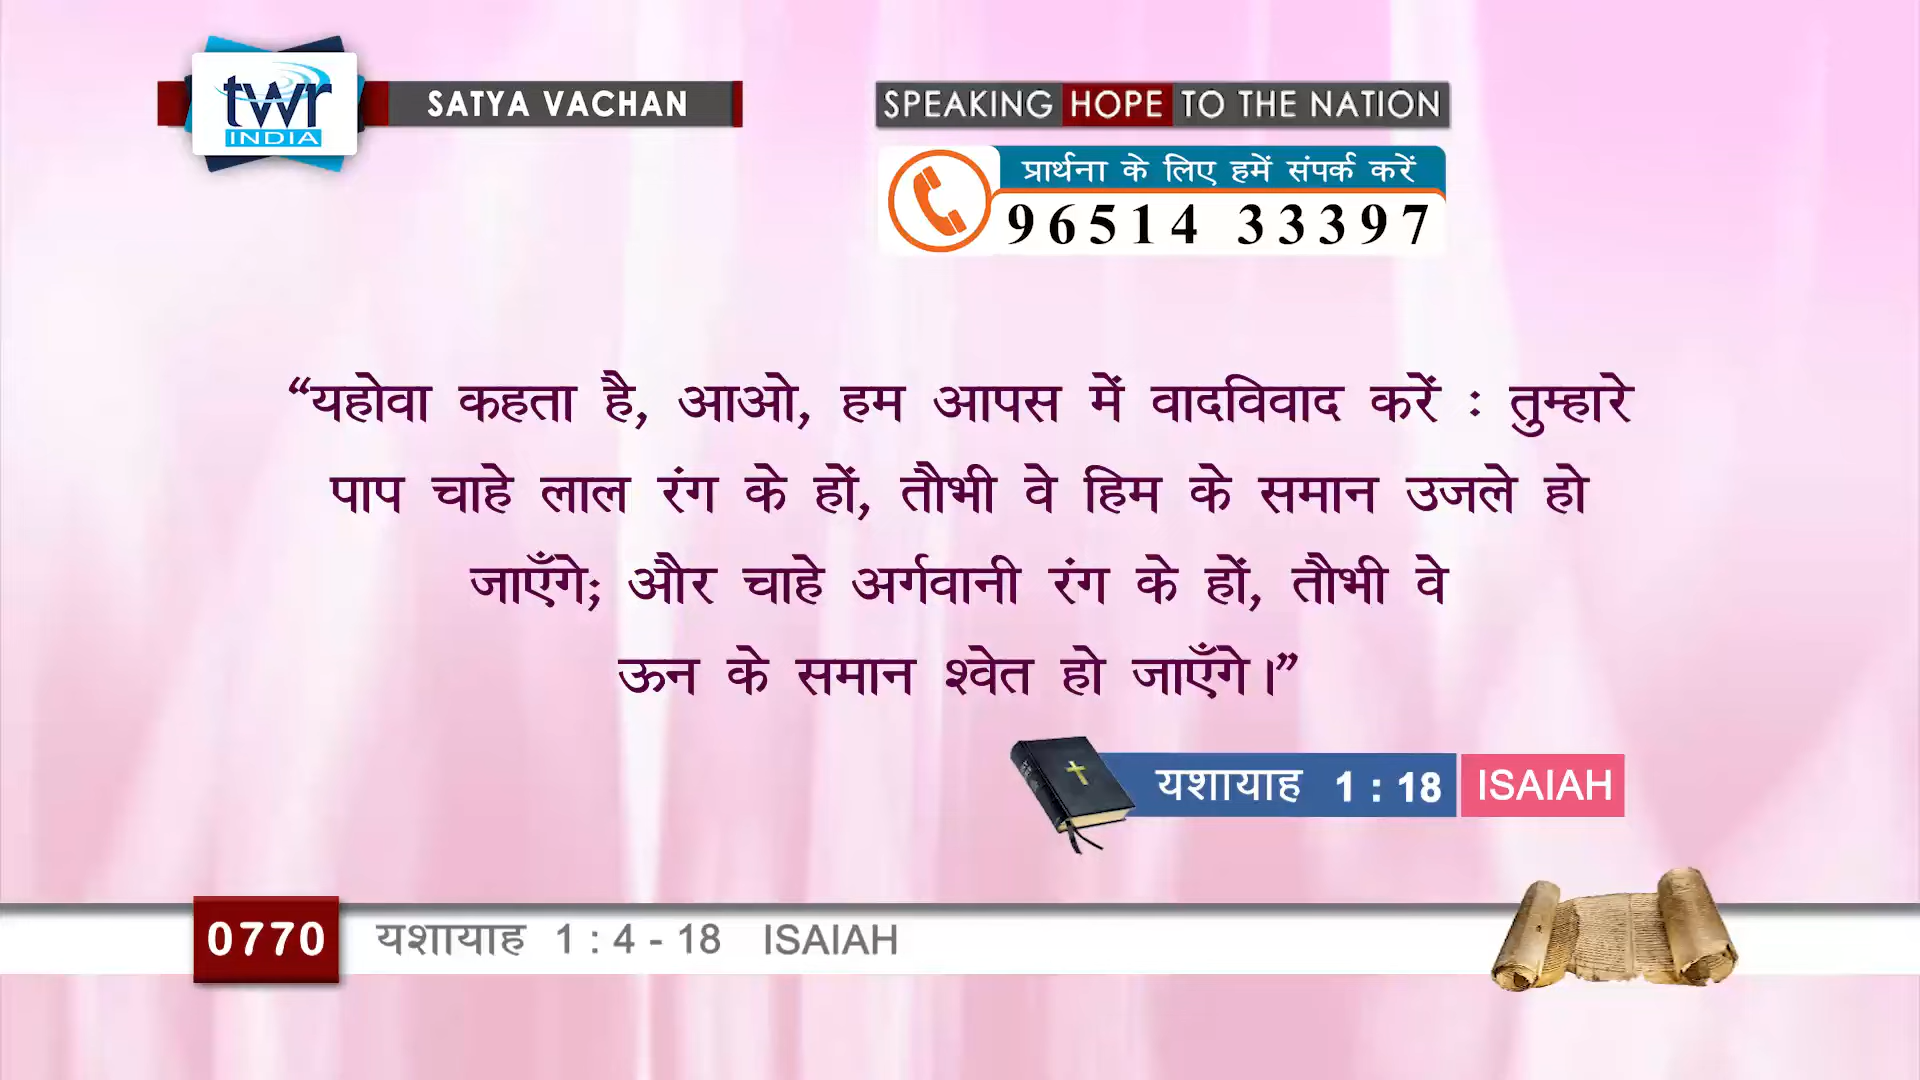 twr
INDIA
SATYA VACHAN
SPEAKING HOPE TO THE NATION
प्रार्थना के लिए हमें संपर्क करें
96514 33397
“यहोवा कहता है, आओ, हम आपस में वादविवाद करें : तुम्हारे
पाप चाहे लाल रंग के हों, तौभी वे हिम के समान उजले हो
जाएँगे; और चाहे अर्गवानी रंग के हों, तौभी वे
ऊन के समान श्वेत हो जाएँगे।”
यशायाह 1 : 18 ISAIAH
0770 यशायाह 1 : 4 - 18 ISAIAH